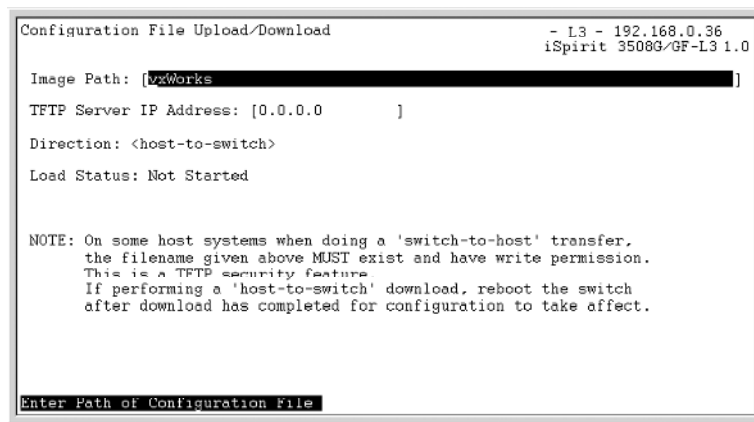 Configuration File Upload/Download - L3 - 192.168.0.36
iSpirit 3508G/GF-L3 1.0
Image Path: [vxWorks ]
TFTP Server IP Address: [0.0.0.0 ]
Direction: <host-to-switch>
Load Status: Not Started
NOTE: On some host systems when doing a 'switch-to-host' transfer,
the filename given above MUST exist and have write permission.
This is a TFTP security feature.
If performing a 'host-to-switch' download, reboot the switch
after download has completed for configuration to take affect.
Enter Path of Configuration File